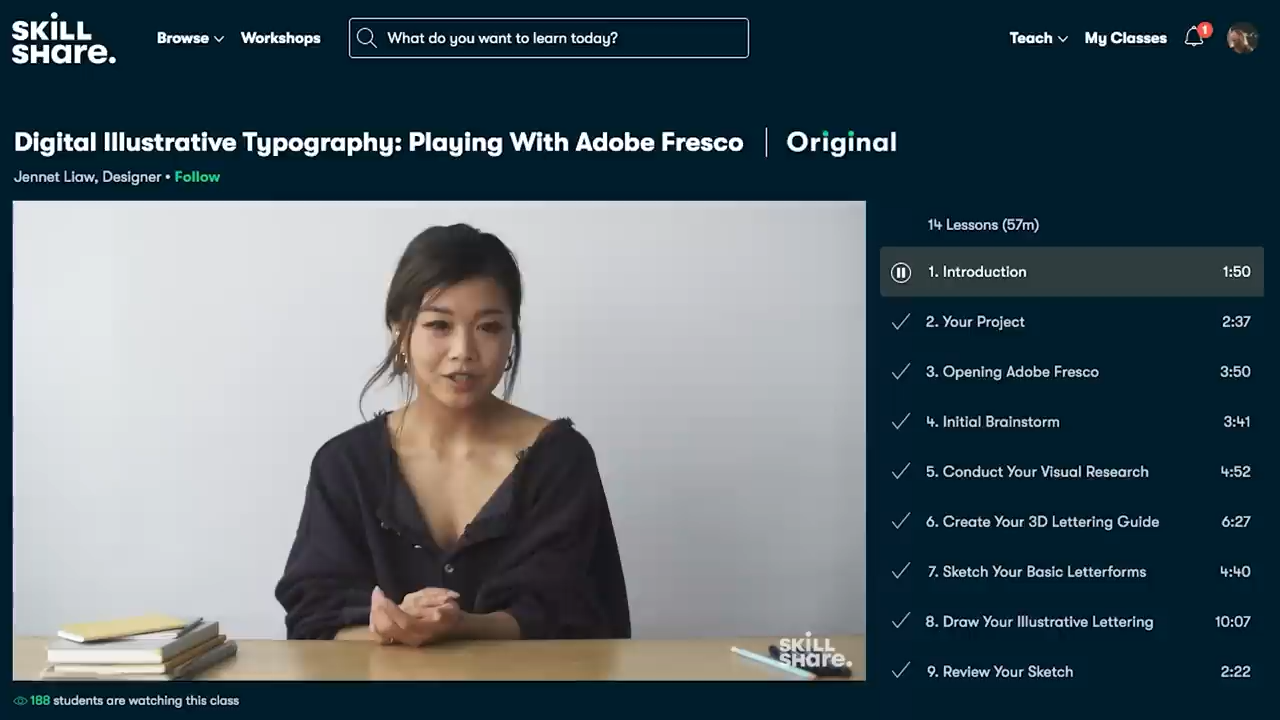 SKILL
SHare.
Browse
Workshops
What do you want to learn today?
Teach
My Classes
1
Digital Illustrative Typography: Playing With Adobe Fresco | Original
Jennet Liaw, Designer • Follow
14 Lessons (57m)
1. Introduction 1:50
2. Your Project 2:37
3. Opening Adobe Fresco 3:50
4. Initial Brainstorm 3:41
5. Conduct Your Visual Research 4:52
6. Create Your 3D Lettering Guide 6:27
7. Sketch Your Basic Letterforms 4:40
8. Draw Your Illustrative Lettering 10:07
9. Review Your Sketch 2:22
SKILL
SHare.
188 students are watching this class